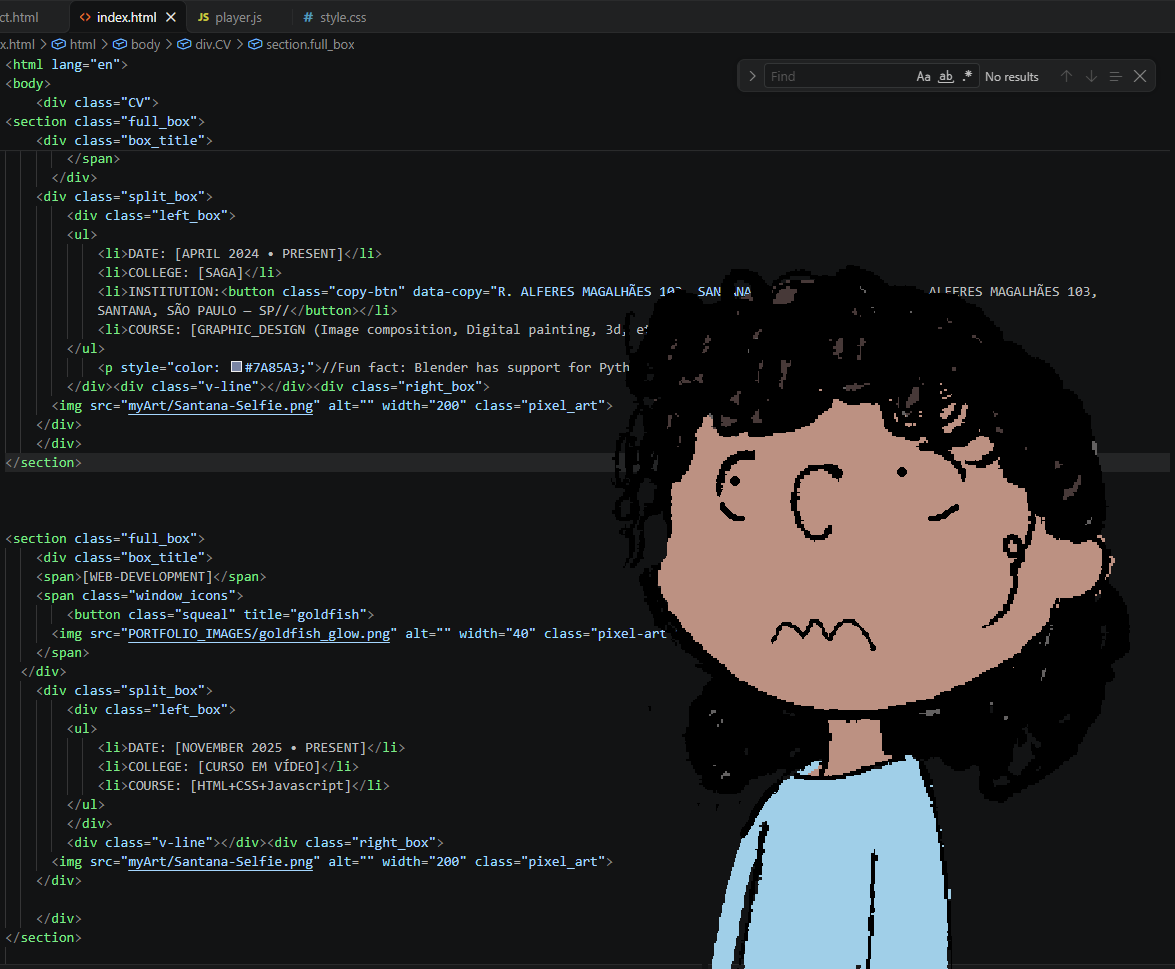 ct.html index.html JS player.js # style.css
x.html > html > body > div.CV > section.full_box
<html lang="en">
Find Aa ab .* No results
<body>
<div class="CV">
<section class="full_box">
<div class="box_title">
</span>
</div>
<div class="split_box">
<div class="left_box">
<ul>
<li>DATE: [APRIL 2024 • PRESENT]</li>
<li>COLLEGE: [SAGA]</li>
<li>INSTITUTION:<button class="copy-btn" data-copy="R. ALFERES MAGALHÃES 103, SANTANA ALFERES MAGALHÃES 103,
SANTANA, SÃO PAULO – SP//</button></li>
<li>COURSE: [GRAPHIC_DESIGN (Image composition, Digital painting, 3d,
</ul>
<p style="color: #7A85A3;">//Fun fact: Blender has support for Pyth
</div><div class="v-line"></div><div class="right_box">
<img src="myArt/Santana-Selfie.png" alt="" width="200" class="pixel_art">
</div>
</div>
</section>
<section class="full_box">
<div class="box_title">
<span>[WEB-DEVELOPMENT]</span>
<span class="window_icons">
<button class="squeal" title="goldfish">
<img src="PORTFOLIO_IMAGES/goldfish_glow.png" alt="" width="40" class="pixel-art
</span>
</div>
<div class="split_box">
<div class="left_box">
<ul>
<li>DATE: [NOVEMBER 2025 • PRESENT]</li>
<li>COLLEGE: [CURSO EM VÍDEO]</li>
<li>COURSE: [HTML+CSS+Javascript]</li>
</ul>
</div>
<div class="v-line"></div><div class="right_box">
<img src="myArt/Santana-Selfie.png" alt="" width="200" class="pixel_art">
</div>
</div>
</section>